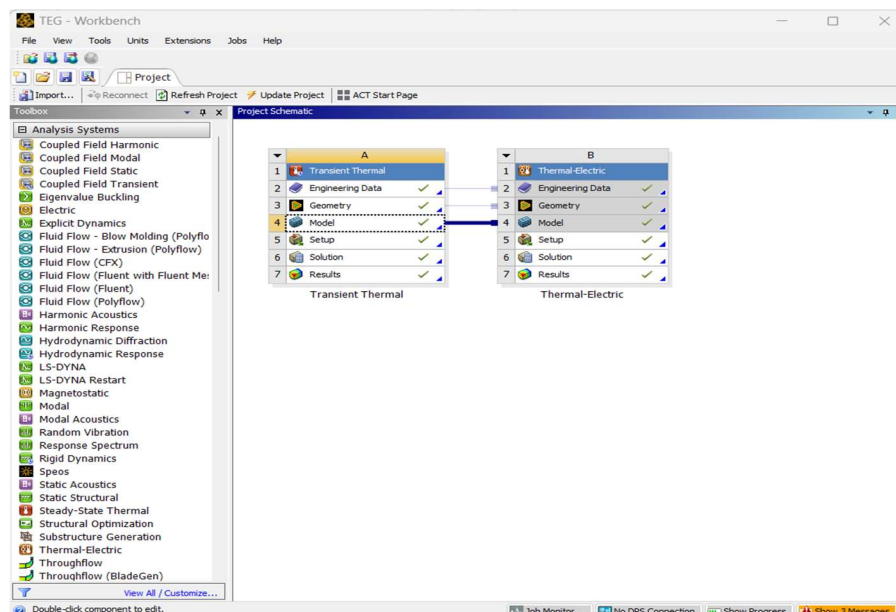 TEG - Workbench
File View Tools Units Extensions Jobs Help
Project
Import... Reconnect Refresh Project Update Project ACT Start Page
Toolbox
Project Schematic
Analysis Systems
Coupled Field Harmonic
Coupled Field Modal
Coupled Field Static
Coupled Field Transient
Eigenvalue Buckling
Electric
Explicit Dynamics
Fluid Flow - Blow Molding (Polyflo
Fluid Flow - Extrusion (Polyflow)
Fluid Flow (CFX)
Fluid Flow (Fluent with Fluent Me
Fluid Flow (Fluent)
Fluid Flow (Polyflow)
Harmonic Acoustics
Harmonic Response
Hydrodynamic Diffraction
Hydrodynamic Response
LS-DYNA
LS-DYNA Restart
Magnetostatic
Modal
Modal Acoustics
Random Vibration
Response Spectrum
Rigid Dynamics
Speos
Static Acoustics
Static Structural
Steady-State Thermal
Structural Optimization
Substructure Generation
Thermal-Electric
Throughflow
Throughflow (BladeGen)
View All / Customize...
A
1 Transient Thermal
2 Engineering Data
3 Geometry
4 Model
5 Setup
6 Solution
7 Results
Transient Thermal
B
1 Thermal-Electric
2 Engineering Data
3 Geometry
4 Model
5 Setup
6 Solution
7 Results
Thermal-Electric
Double-click component to edit.
Job Monitor... No DPS Connection Show Progress Show 2 Messages